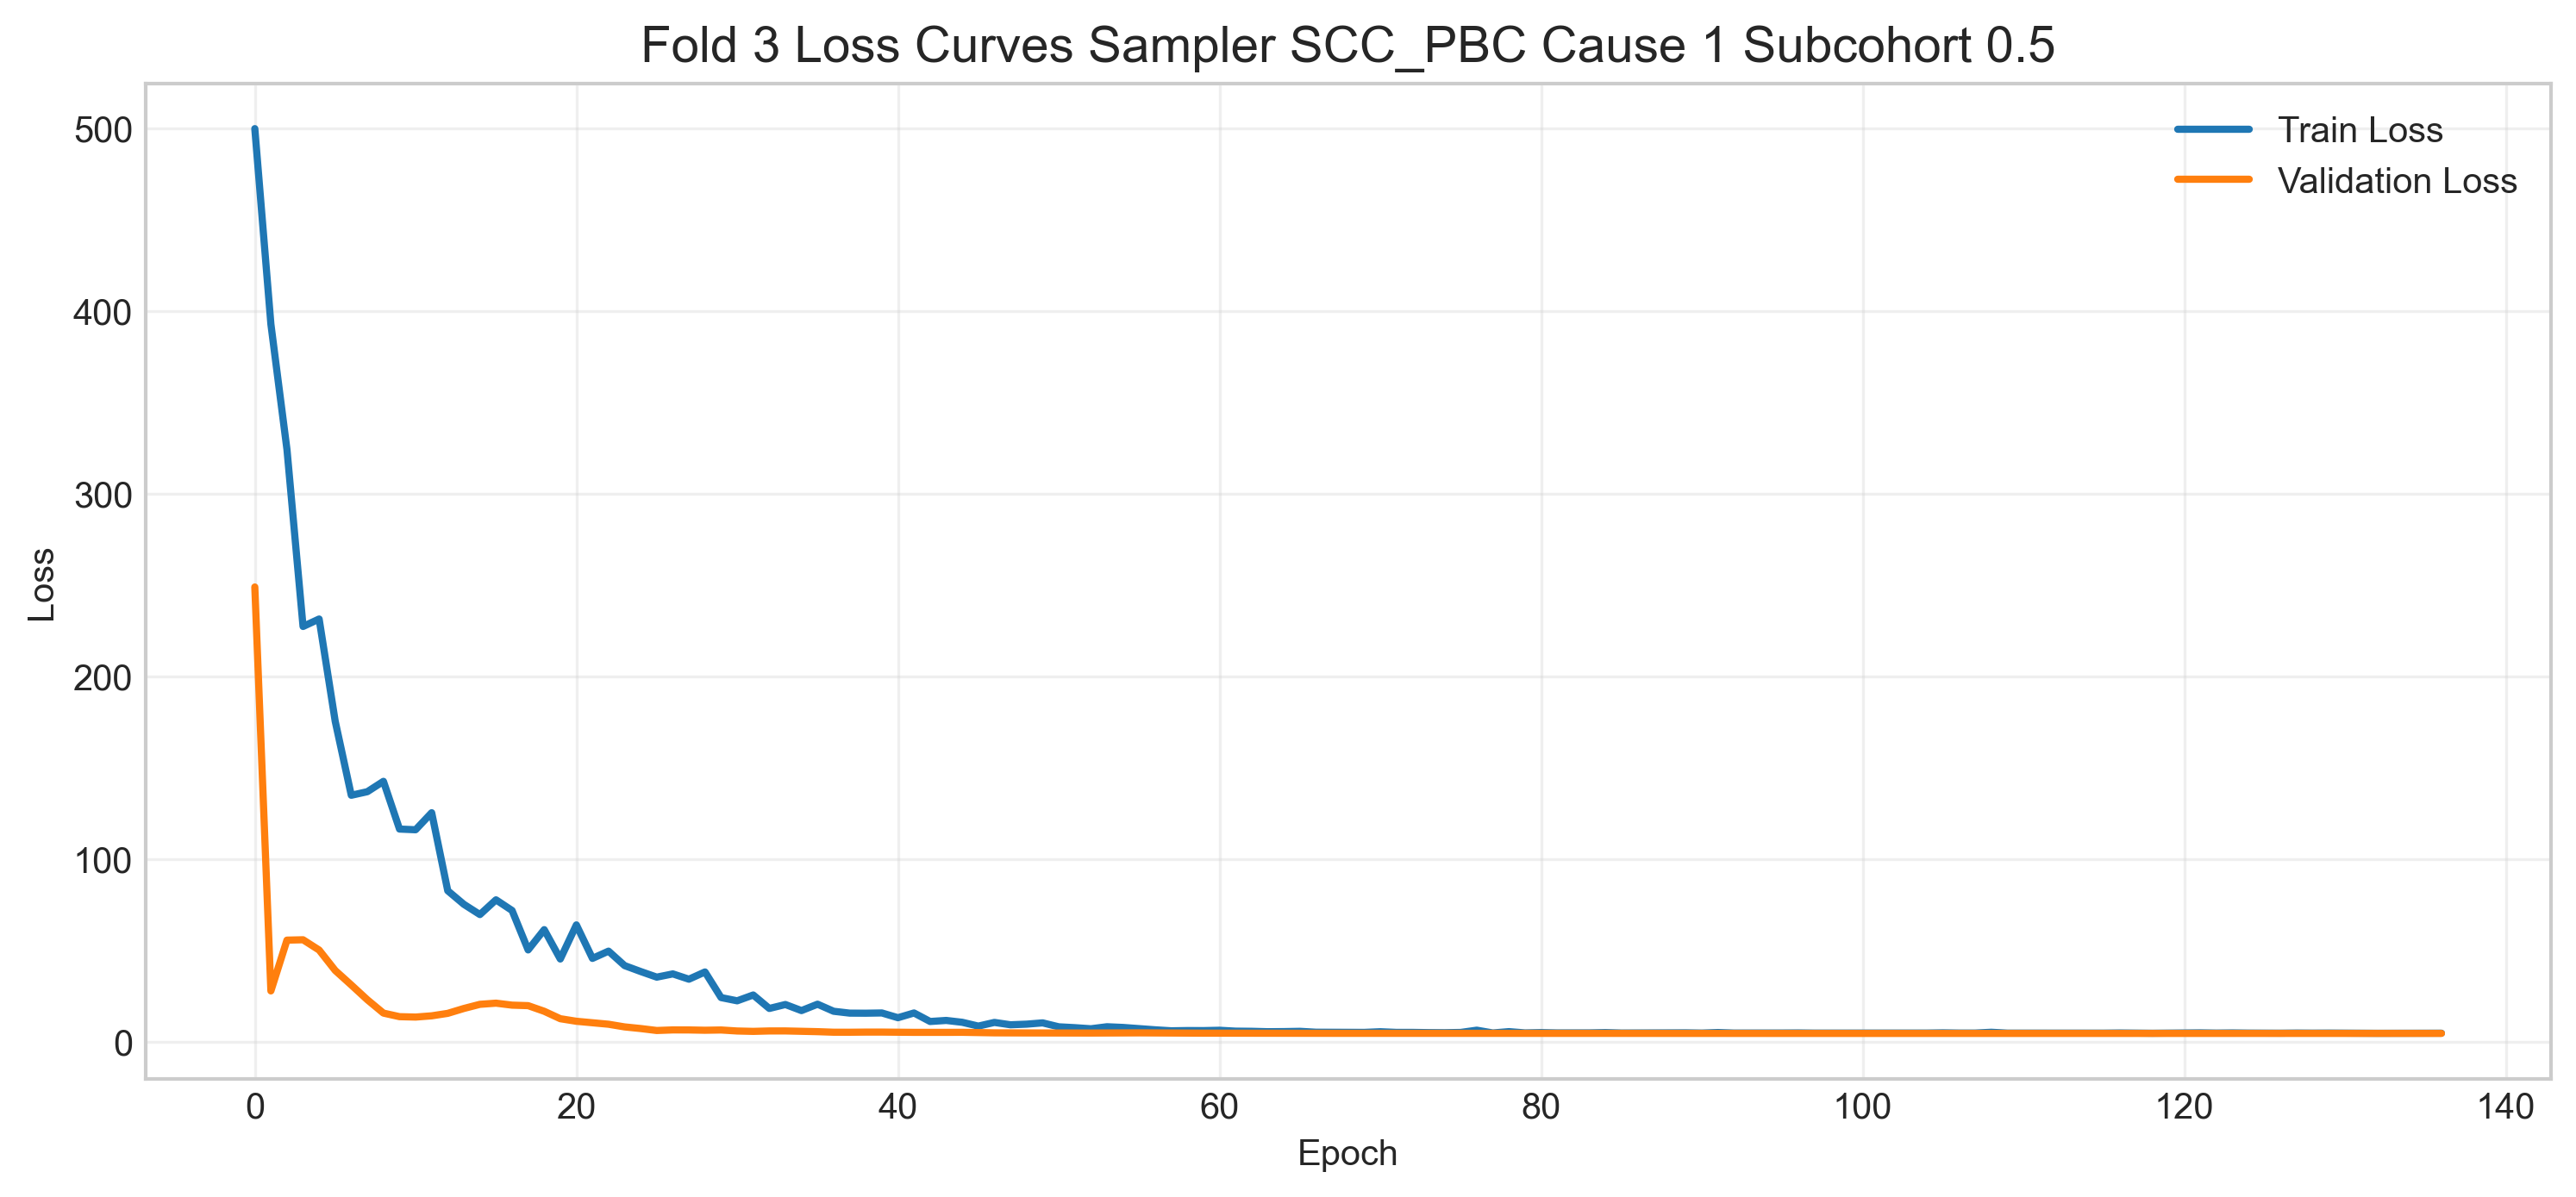 Fold 3 Loss Curves Sampler SCC_PBC Cause 1 Subcohort 0.5
Train Loss
Validation Loss
500
400
300
200
100
0
Loss
0 20 40 60 80 100 120 140
Epoch